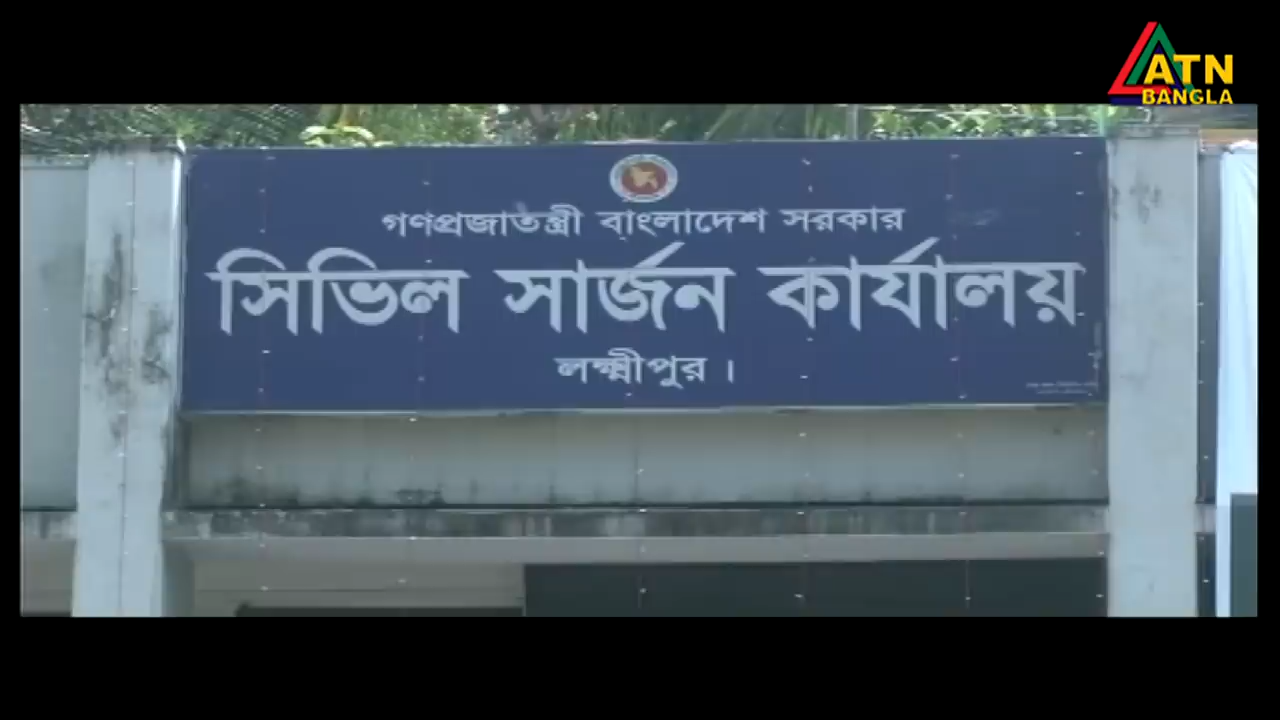 ATN
BANGLA
গণপ্রজাতন্ত্রী বাংলাদেশ সরকার
সিভিল সার্জন কার্যালয়
লক্ষ্মীপুর।